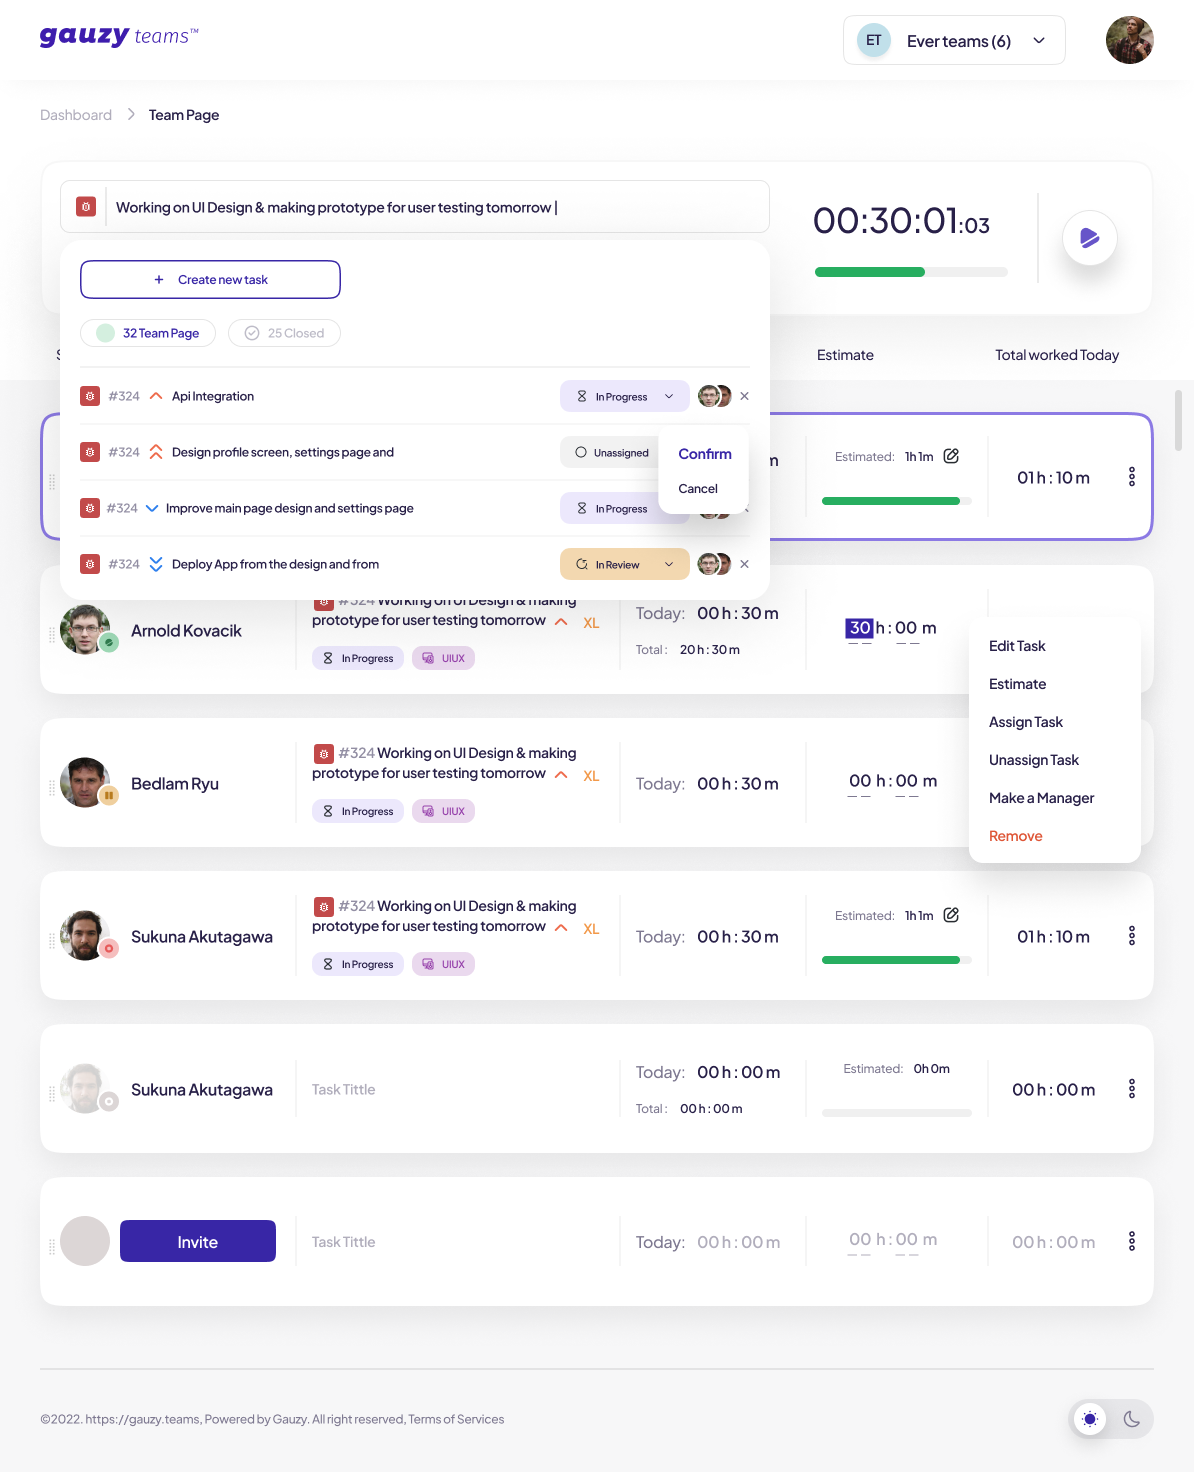 gauzy teams™
ET Ever teams (6)
Dashboard Team Page
Working on UI Design & making prototype for user testing tomorrow |
00:30:01:03
+ Create new task
32 Team Page 25 Closed
Estimate Total worked Today
#324 Api Integration In Progress
#324 Design profile screen, settings page and Unassigned
Confirm
Cancel
m
Estimated: 1h 1m
01 h : 10 m
#324 Improve main page design and settings page In Progress
#324 Deploy App from the design and from In Review
Arnold Kovacik
#324 Working on UI Design & making
prototype for user testing tomorrow XL
In Progress UIUX
Today: 00 h : 30 m
Total : 20 h : 30 m
30 h : 00 m
Edit Task
Estimate
Assign Task
Unassign Task
Make a Manager
Remove
Bedlam Ryu
#324 Working on UI Design & making
prototype for user testing tomorrow XL
In Progress UIUX
Today: 00 h : 30 m
00 h : 00 m
Sukuna Akutagawa
#324 Working on UI Design & making
prototype for user testing tomorrow XL
In Progress UIUX
Today: 00 h : 30 m
Estimated: 1h 1m
01 h : 10 m
Sukuna Akutagawa
Task Tittle
Today: 00 h : 00 m
Total : 00 h : 00 m
Estimated: 0h 0m
00 h : 00 m
Invite
Task Tittle
Today: 00 h : 00 m
00 h : 00 m
00 h : 00 m
©2022. https://gauzy.teams, Powered by Gauzy. All right reserved, Terms of Services